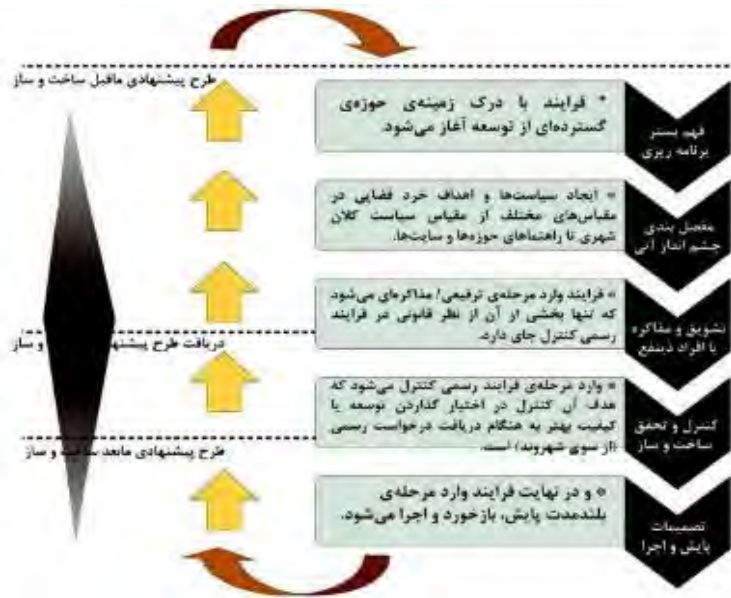 طرح پیشنهادی ماقبل ساخت و ساز
* فرایند با درک زمینه‌ی حوزه‌ی
گسترده‌ای از توسعه آغاز می‌شود.
فهم بستر
برنامه ریزی
* ایجاد سیاست‌ها و اهداف خرد فضایی در
مقیاس‌های مختلف از مقیاس سیاست کلان
شهری تا راهنماهای حوزه‌ها و سایت‌ها.
مفصل بندی
چشم انداز آتی
* فرایند وارد مرحله‌ی ترفیعی/ مذاکره‌ای می‌شود
که تنها بخشی از آن از نظر قانونی در فرایند
رسمی کنترل جای دارد.
تشویق و مذاکره
با افراد ذینفع
دریافت طرح پیشنهاد و ساز
* وارد مرحله‌ی فرایند رسمی کنترل می‌شود که
هدف آن کنترل در اختیار گذاردن توسعه با
کیفیت بهتر به هنگام دریافت درخواست رسمی
(از سوی شهروند) است.
کنترل و تحقق
ساخت و ساز
طرح پیشنهادی مابعد ساخت و ساز
* و در نهایت فرایند وارد مرحله‌ی
بلندمدت پایش، بازخورد و اجرا می‌شود.
تصمیمات
پایش و اجرا